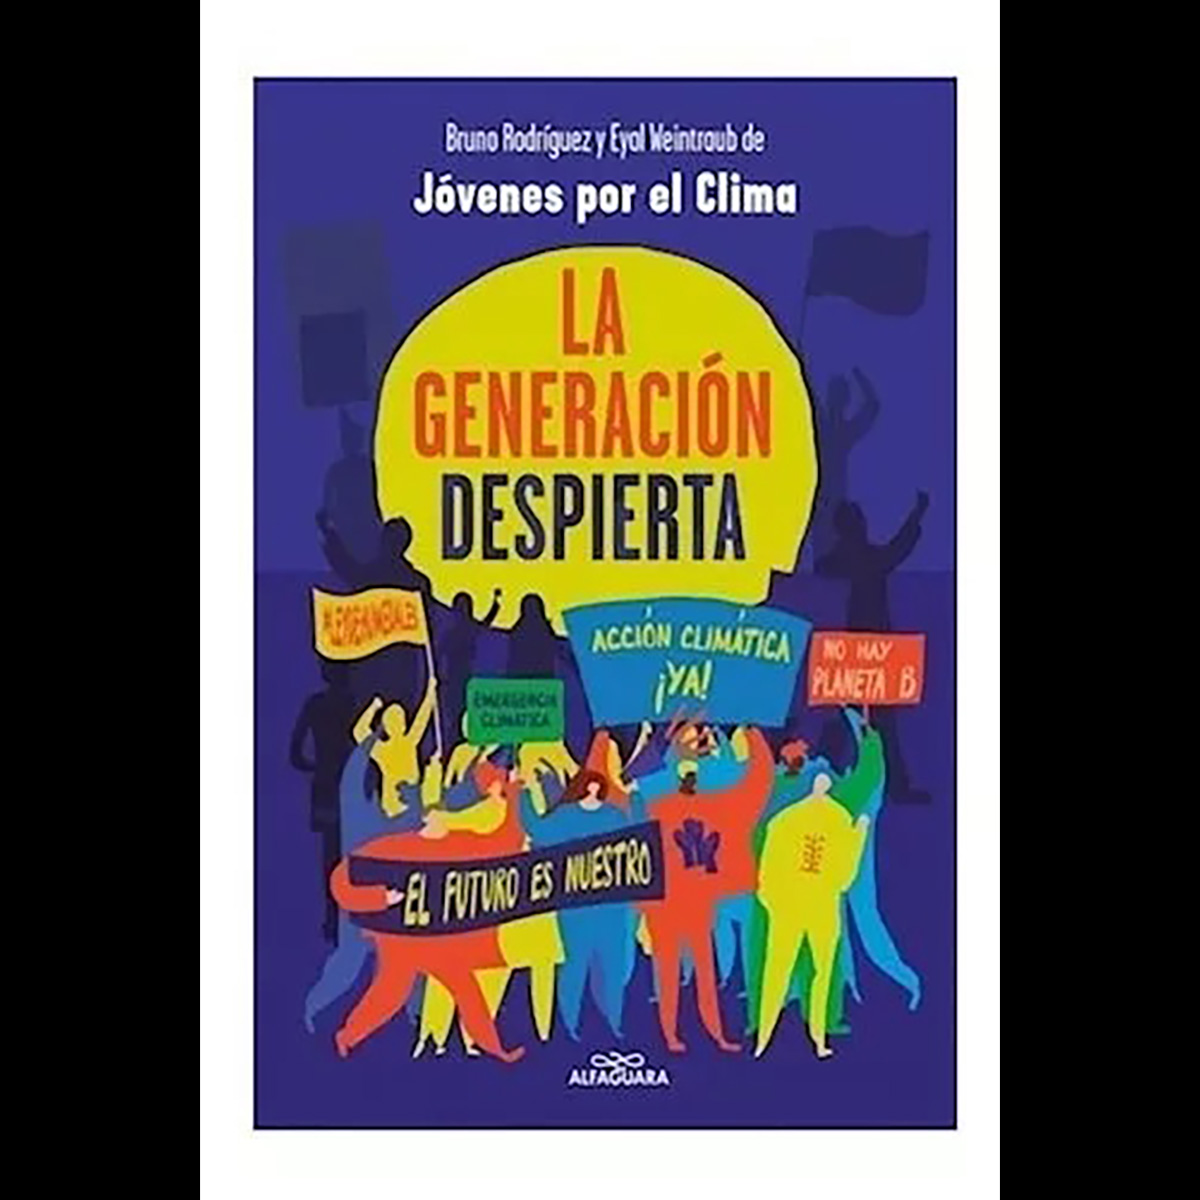 Bruno Rodríguez y Eyal Weintraub de
Jóvenes por el Clima
LA
GENERACIÓN
DESPIERTA
ACCIÓN CLIMÁTICA
¡YA!
NO HAY
PLANETA B
EMERGENCIA
CLIMÁTICA
EL FUTURO ES NUESTRO
ALFAGUARA